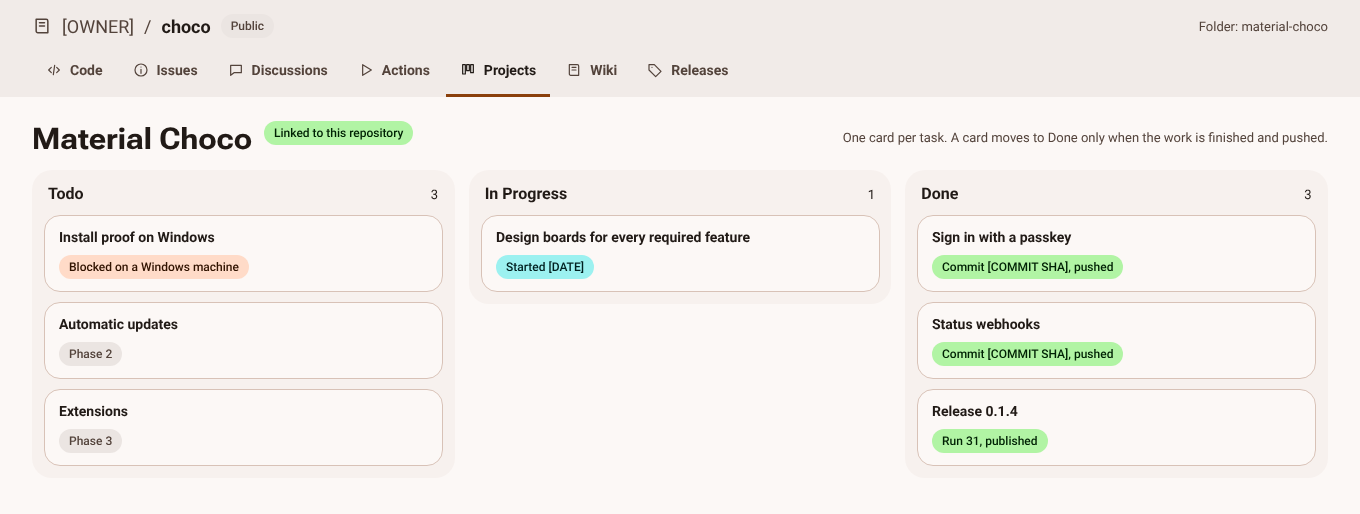 [OWNER] / choco Public
Folder: material-choco
Code Issues Discussions Actions Projects Wiki Releases
Material Choco Linked to this repository
One card per task. A card moves to Done only when the work is finished and pushed.
Todo 3
Install proof on Windows
Blocked on a Windows machine
Automatic updates
Phase 2
Extensions
Phase 3
In Progress 1
Design boards for every required feature
Started [DATE]
Done 3
Sign in with a passkey
Commit [COMMIT SHA], pushed
Status webhooks
Commit [COMMIT SHA], pushed
Release 0.1.4
Run 31, published